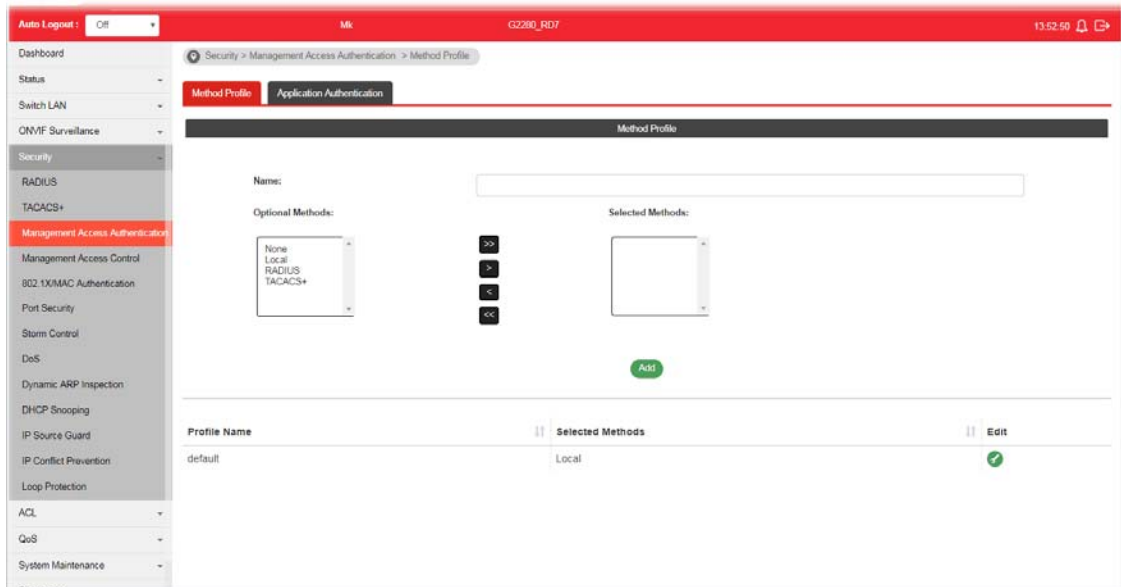 Auto Logout : Off Mk G2280_RD7 13:52:50
Dashboard
Status
Switch LAN
ONVIF Surveillance
Security
RADIUS
TACACS+
Management Access Authentication
Management Access Control
802.1X/MAC Authentication
Port Security
Storm Control
DoS
Dynamic ARP Inspection
DHCP Snooping
IP Source Guard
IP Conflict Prevention
Loop Protection
ACL
QoS
System Maintenance
Security > Management Access Authentication > Method Profile
Method Profile Application Authentication
Method Profile
Name:
Optional Methods: Selected Methods:
None
Local
RADIUS
TACACS+
>>
>
<
<<
Add
Profile Name Selected Methods Edit
default Local